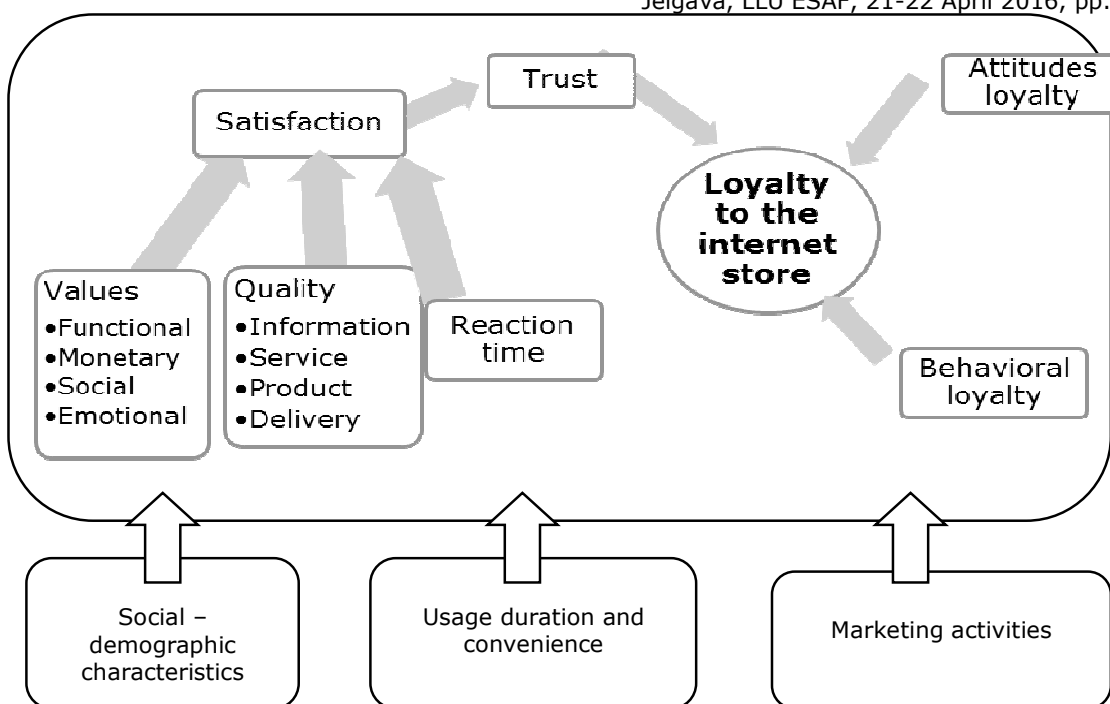 Jelgava, LLU ESAF, 21-22 April 2016, pp.
Trust
Attitudes
loyalty
Satisfaction
Loyalty
to the
internet
store
Values
•Functional
•Monetary
•Social
•Emotional
Quality
•Information
•Service
•Product
•Delivery
Reaction
time
Behavioral
loyalty
Social –
demographic
characteristics
Usage duration and
convenience
Marketing activities